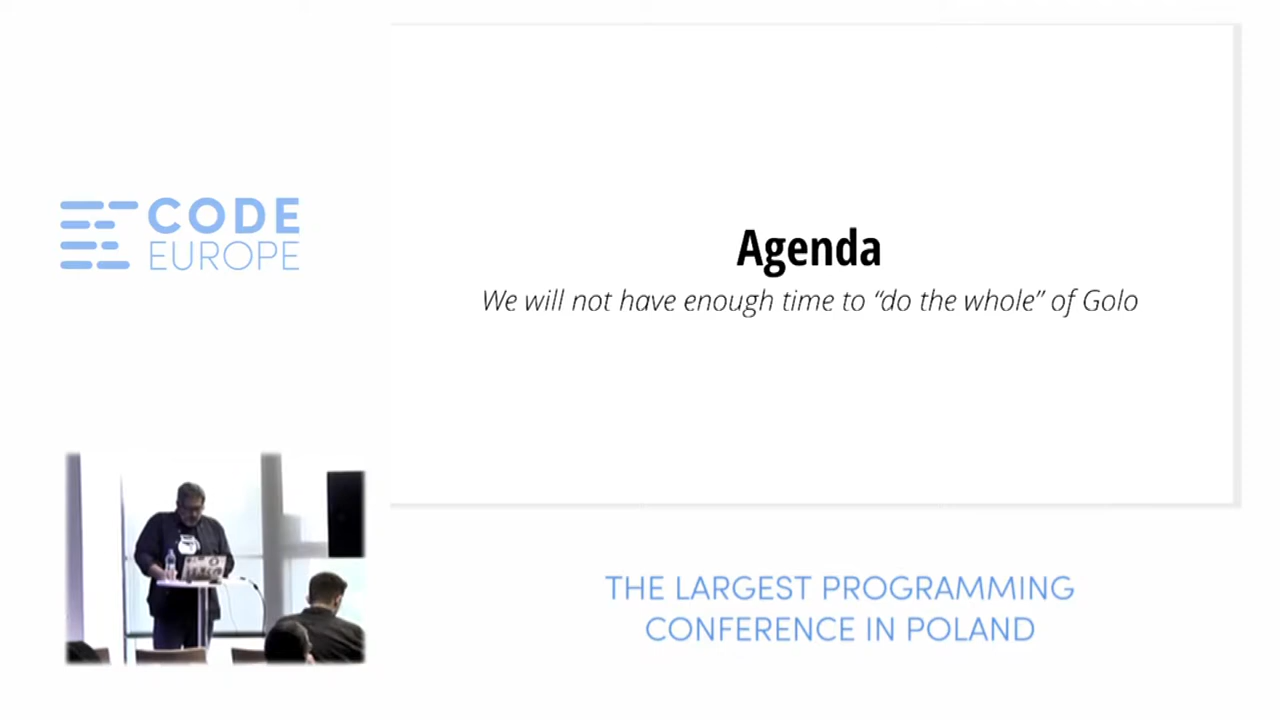 CODE
EUROPE
Agenda
We will not have enough time to “do the whole” of Golo
THE LARGEST PROGRAMMING
CONFERENCE IN POLAND